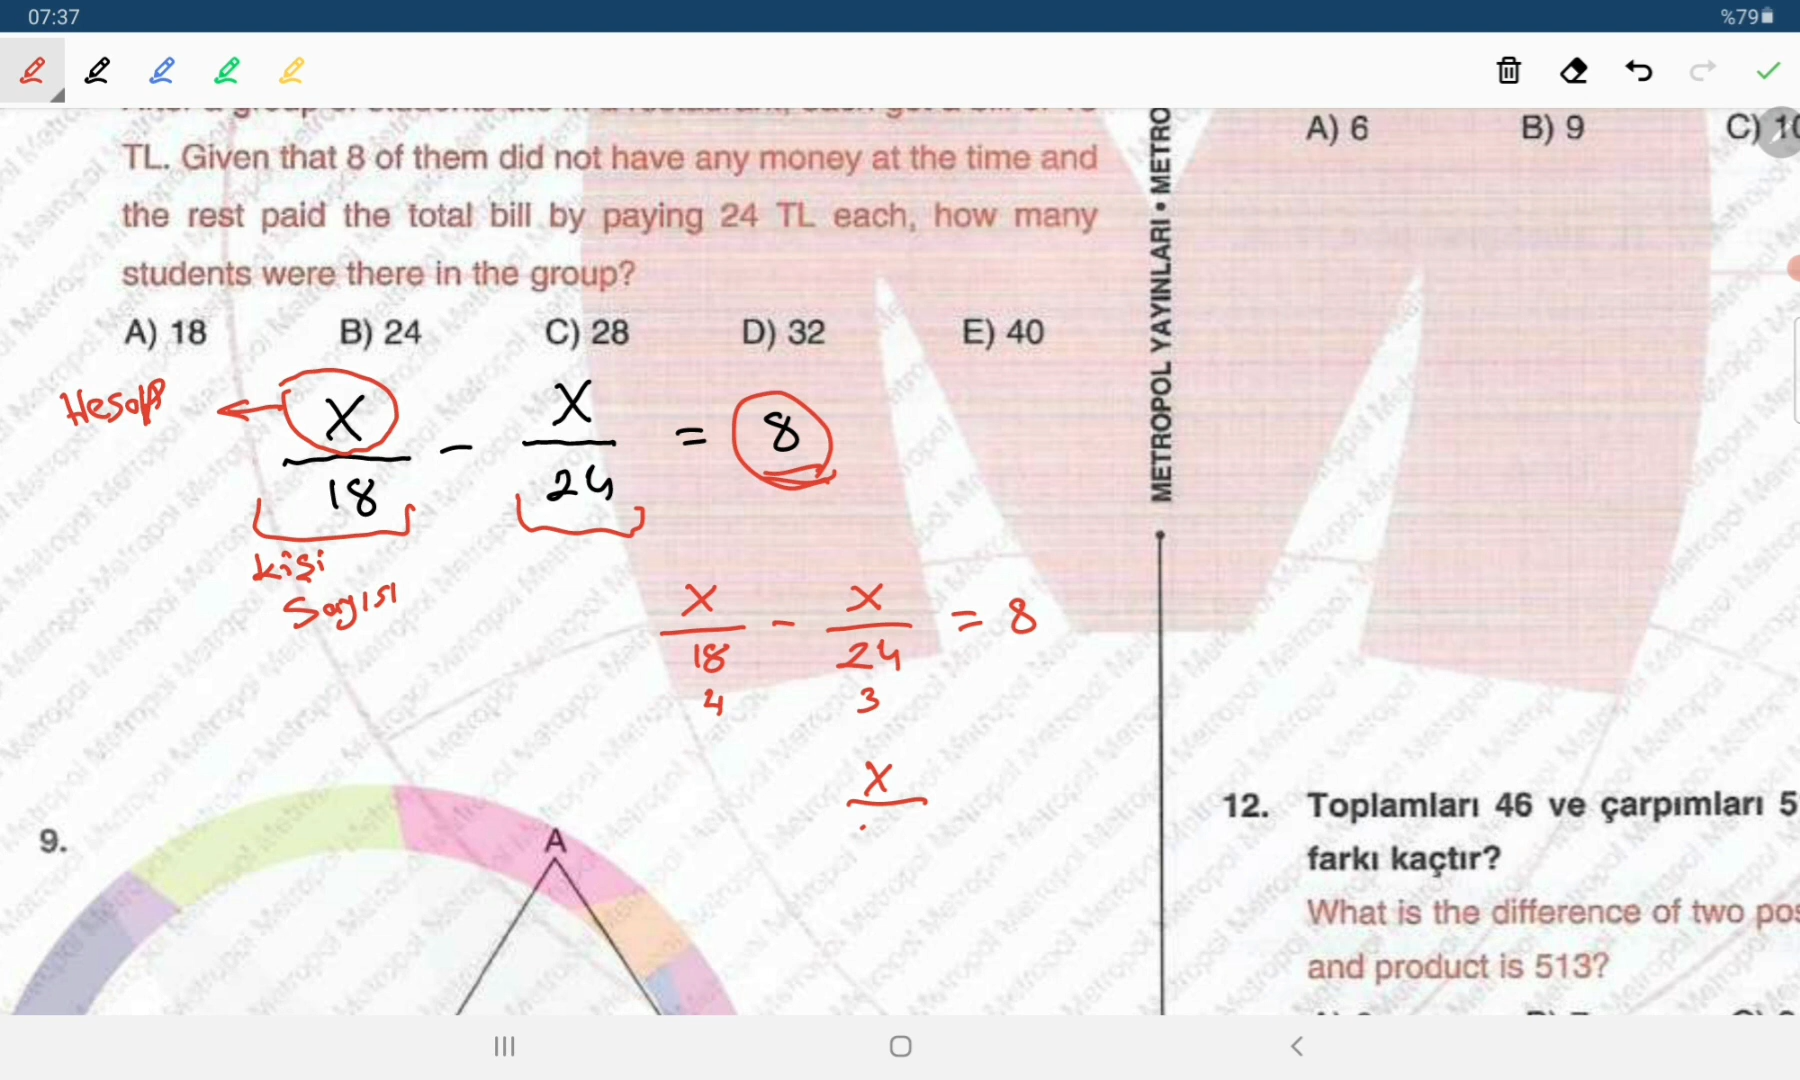 07:37
%79
TL. Given that 8 of them did not have any money at the time and
the rest paid the total bill by paying 24 TL each, how many
students were there in the group?
A) 18 B) 24 C) 28 D) 32 E) 40
Hesap
X/18 - X/24 = 8
kişi
Sayısı
X/18 - X/24 = 8
4 3
X
9.
A
METROPOL YAYINLARI • METRO
A) 6 B) 9 C) 10
12. Toplamları 46 ve çarpımları 5
farkı kaçtır?
What is the difference of two pos
and product is 513?